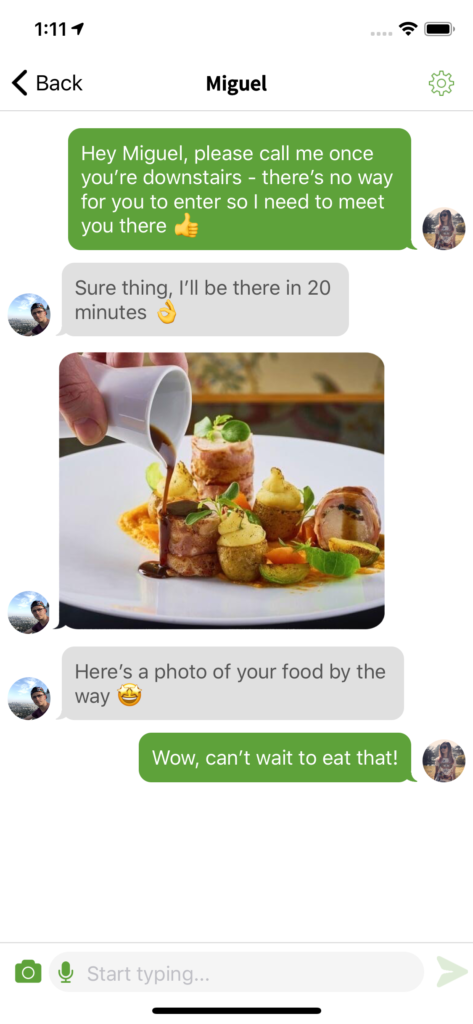 1:11
Back
Miguel
Hey Miguel, please call me once
you’re downstairs - there’s no way
for you to enter so I need to meet
you there 👍
Sure thing, I’ll be there in 20
minutes 👌
Here’s a photo of your food by the
way 🤩
Wow, can’t wait to eat that!
Start typing...